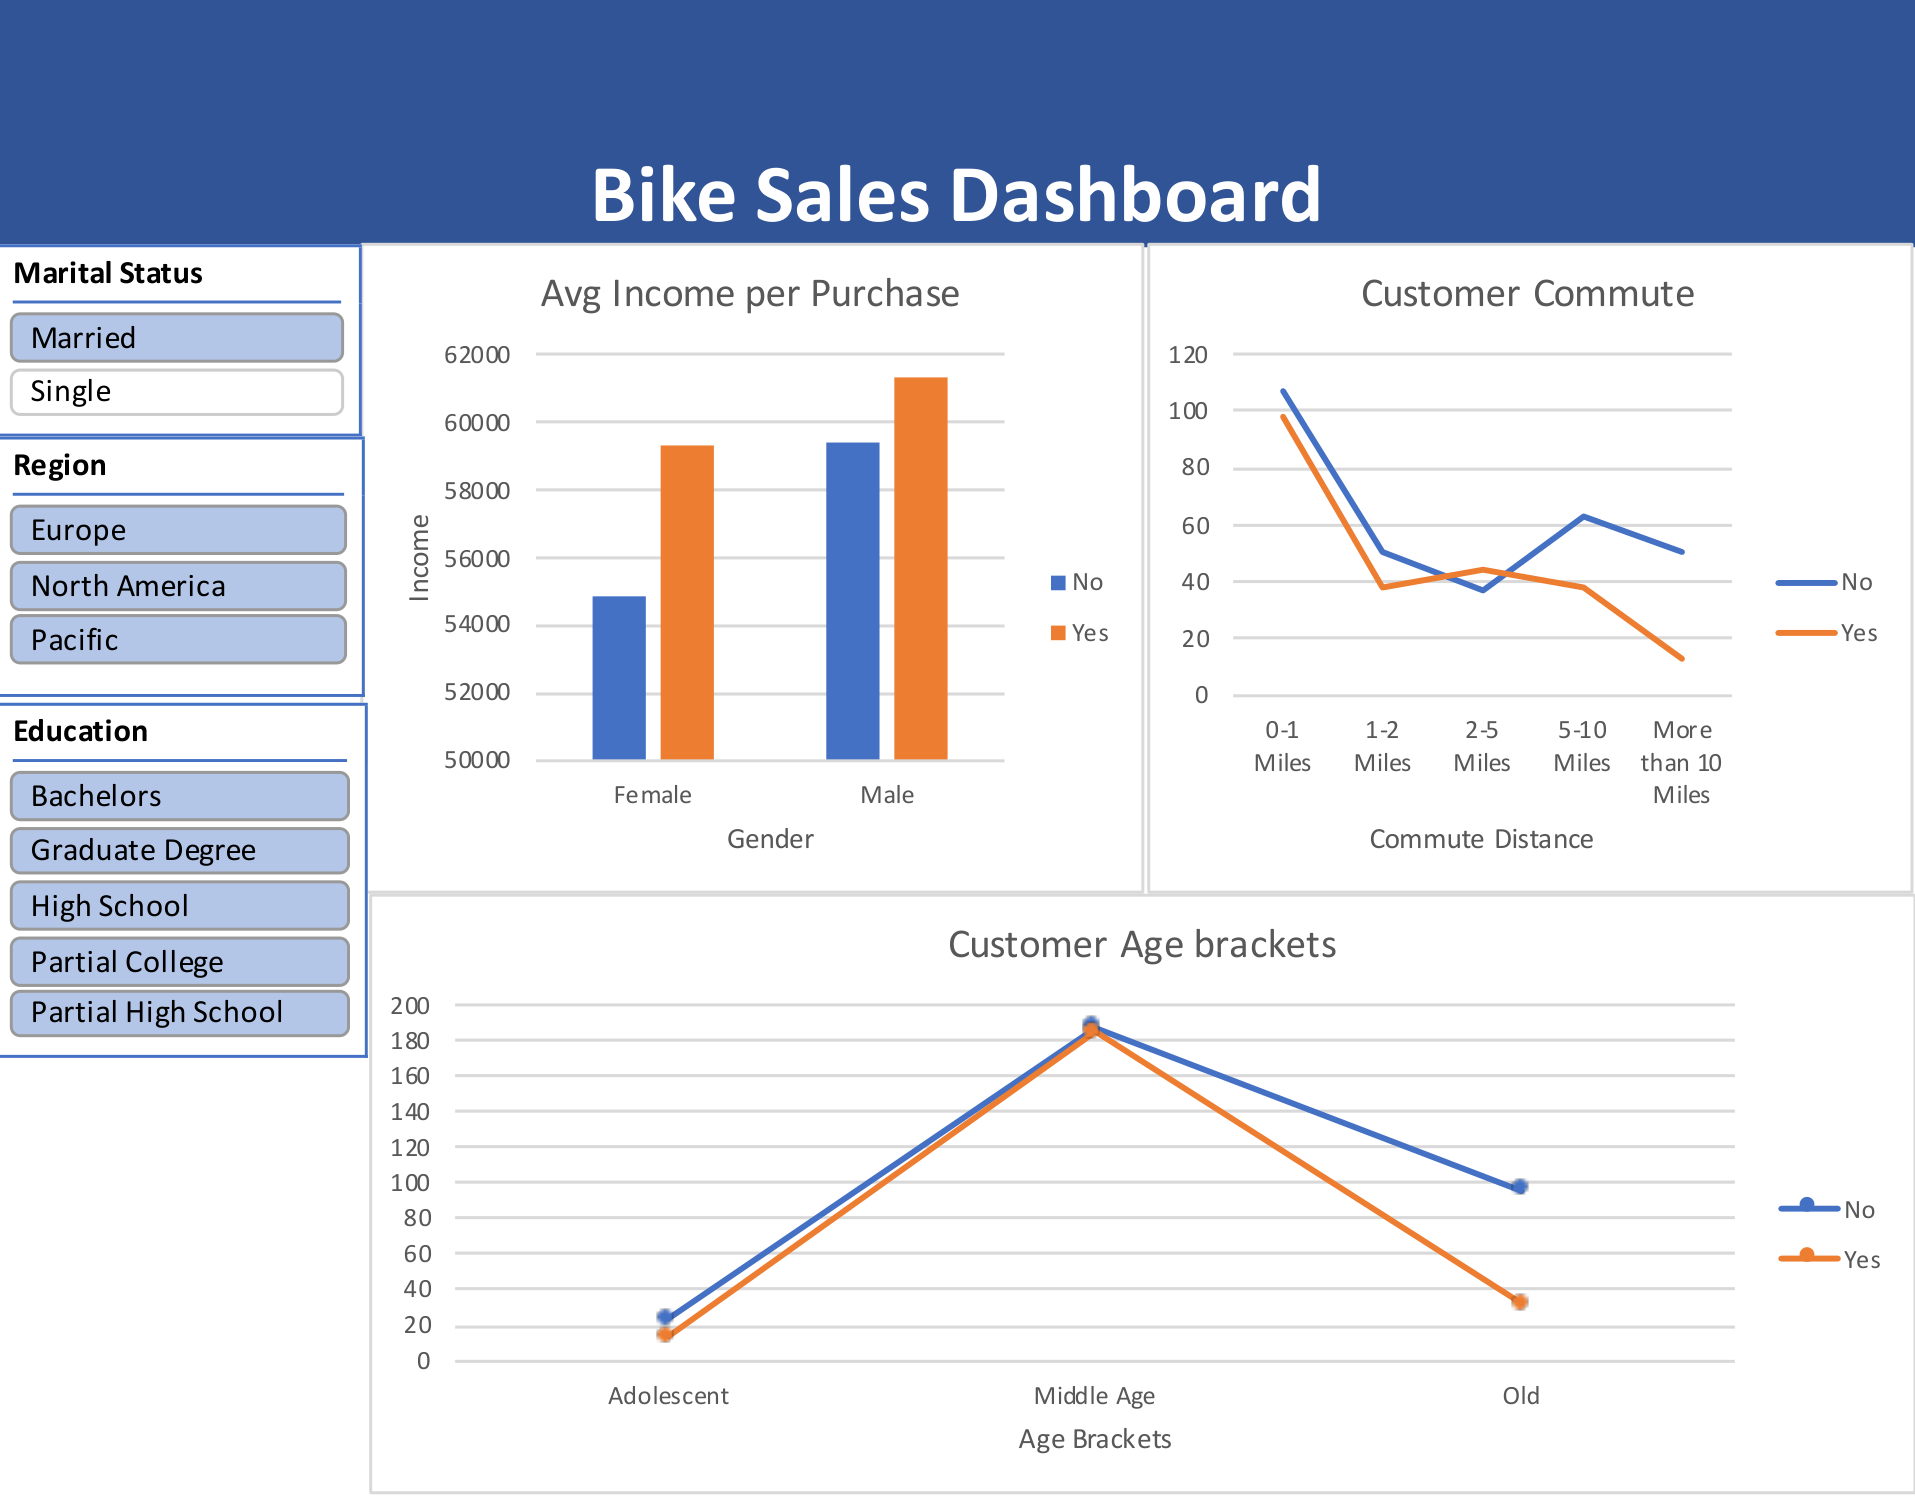 Bike Sales Dashboard
Marital Status
Married
Single
Region
Europe
North America
Pacific
Education
Bachelors
Graduate Degree
High School
Partial College
Partial High School
Avg Income per Purchase
62000
60000
58000
56000
54000
52000
50000
Income
Female
Male
Gender
No
Yes
Customer Commute
120
100
80
60
40
20
0
0-1
Miles
1-2
Miles
2-5
Miles
5-10
Miles
More
than 10
Miles
Commute Distance
No
Yes
Customer Age brackets
200
180
160
140
120
100
80
60
40
20
0
Adolescent
Middle Age
Old
Age Brackets
No
Yes